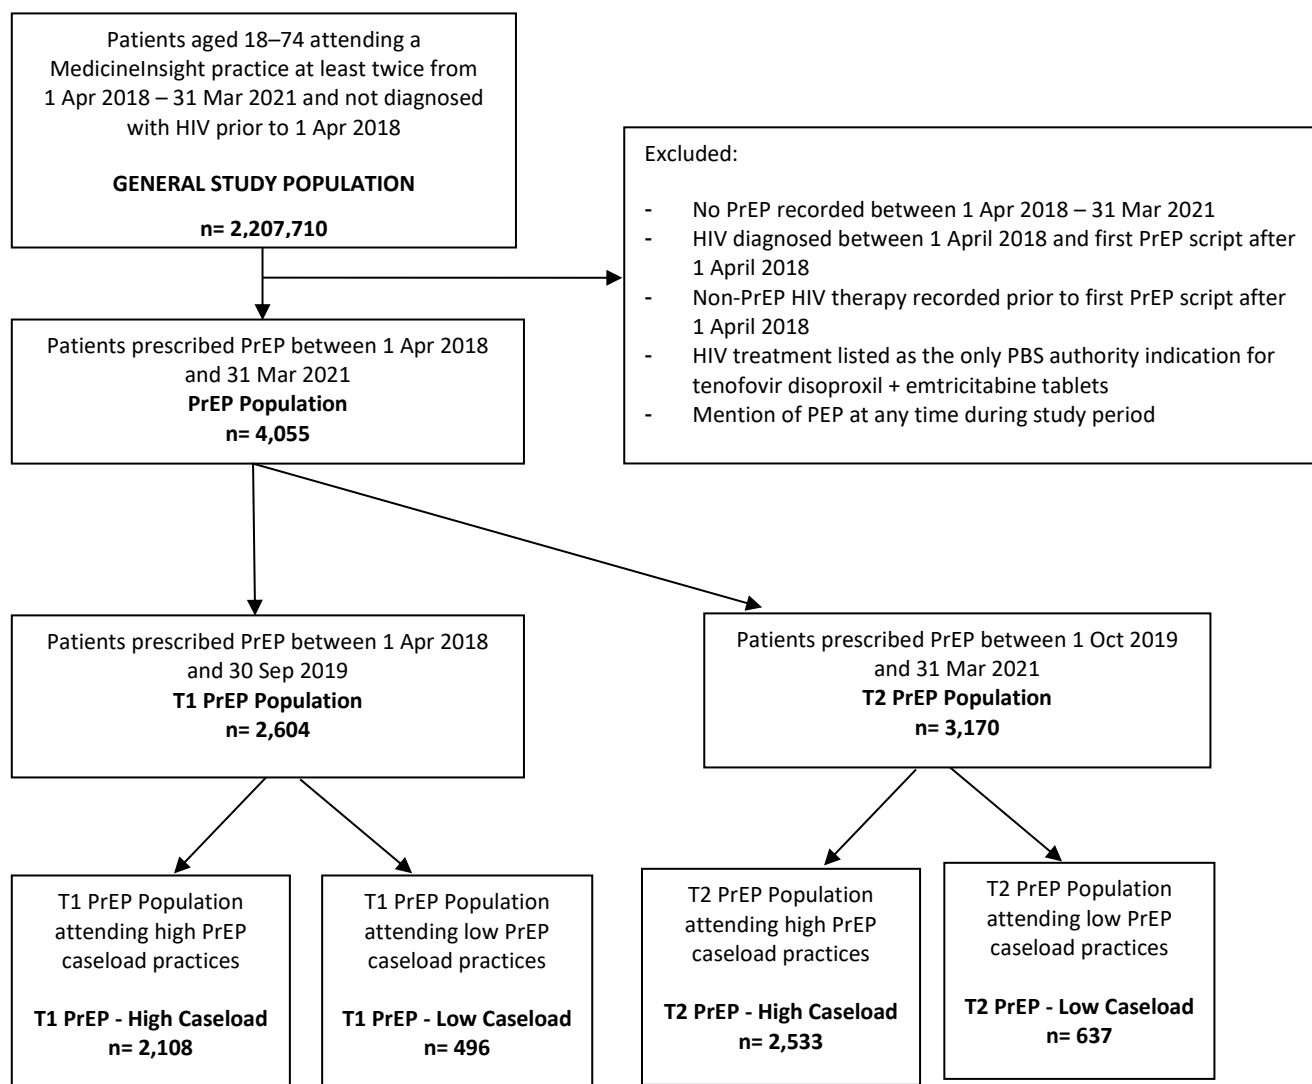 Patients aged 18–74 attending a
MedicineInsight practice at least twice from
1 Apr 2018 – 31 Mar 2021 and not diagnosed
with HIV prior to 1 Apr 2018
GENERAL STUDY POPULATION
n= 2,207,710
Excluded:
- No PrEP recorded between 1 Apr 2018 – 31 Mar 2021
- HIV diagnosed between 1 April 2018 and first PrEP script after
1 April 2018
- Non-PrEP HIV therapy recorded prior to first PrEP script after
1 April 2018
- HIV treatment listed as the only PBS authority indication for
tenofovir disoproxil + emtricitabine tablets
- Mention of PEP at any time during study period
Patients prescribed PrEP between 1 Apr 2018
and 31 Mar 2021
PrEP Population
n= 4,055
Patients prescribed PrEP between 1 Apr 2018
and 30 Sep 2019
T1 PrEP Population
n= 2,604
Patients prescribed PrEP between 1 Oct 2019
and 31 Mar 2021
T2 PrEP Population
n= 3,170
T1 PrEP Population
attending high PrEP
caseload practices
T1 PrEP - High Caseload
n= 2,108
T1 PrEP Population
attending low PrEP
caseload practices
T1 PrEP - Low Caseload
n= 496
T2 PrEP Population
attending high PrEP
caseload practices
T2 PrEP - High Caseload
n= 2,533
T2 PrEP Population
attending low PrEP
caseload practices
T2 PrEP - Low Caseload
n= 637